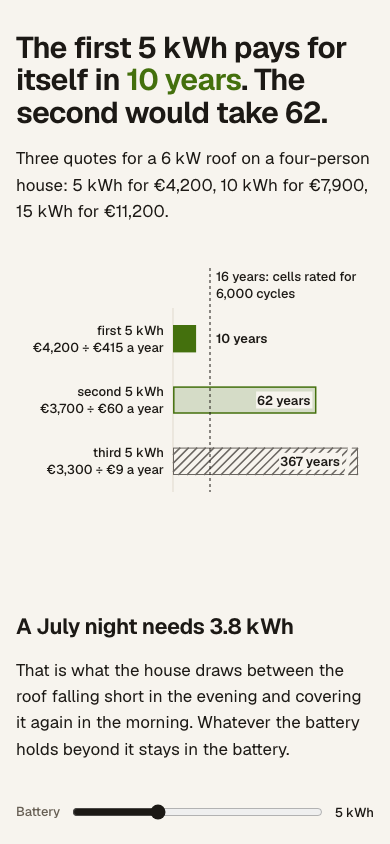 The first 5 kWh pays for
itself in 10 years. The
second would take 62.
Three quotes for a 6 kW roof on a four-person
house: 5 kWh for €4,200, 10 kWh for €7,900,
15 kWh for €11,200.
16 years: cells rated for
6,000 cycles
first 5 kWh
€4,200 ÷ €415 a year
10 years
second 5 kWh
€3,700 ÷ €60 a year
62 years
third 5 kWh
€3,300 ÷ €9 a year
367 years
A July night needs 3.8 kWh
That is what the house draws between the
roof falling short in the evening and covering
it again in the morning. Whatever the battery
holds beyond it stays in the battery.
Battery
5 kWh